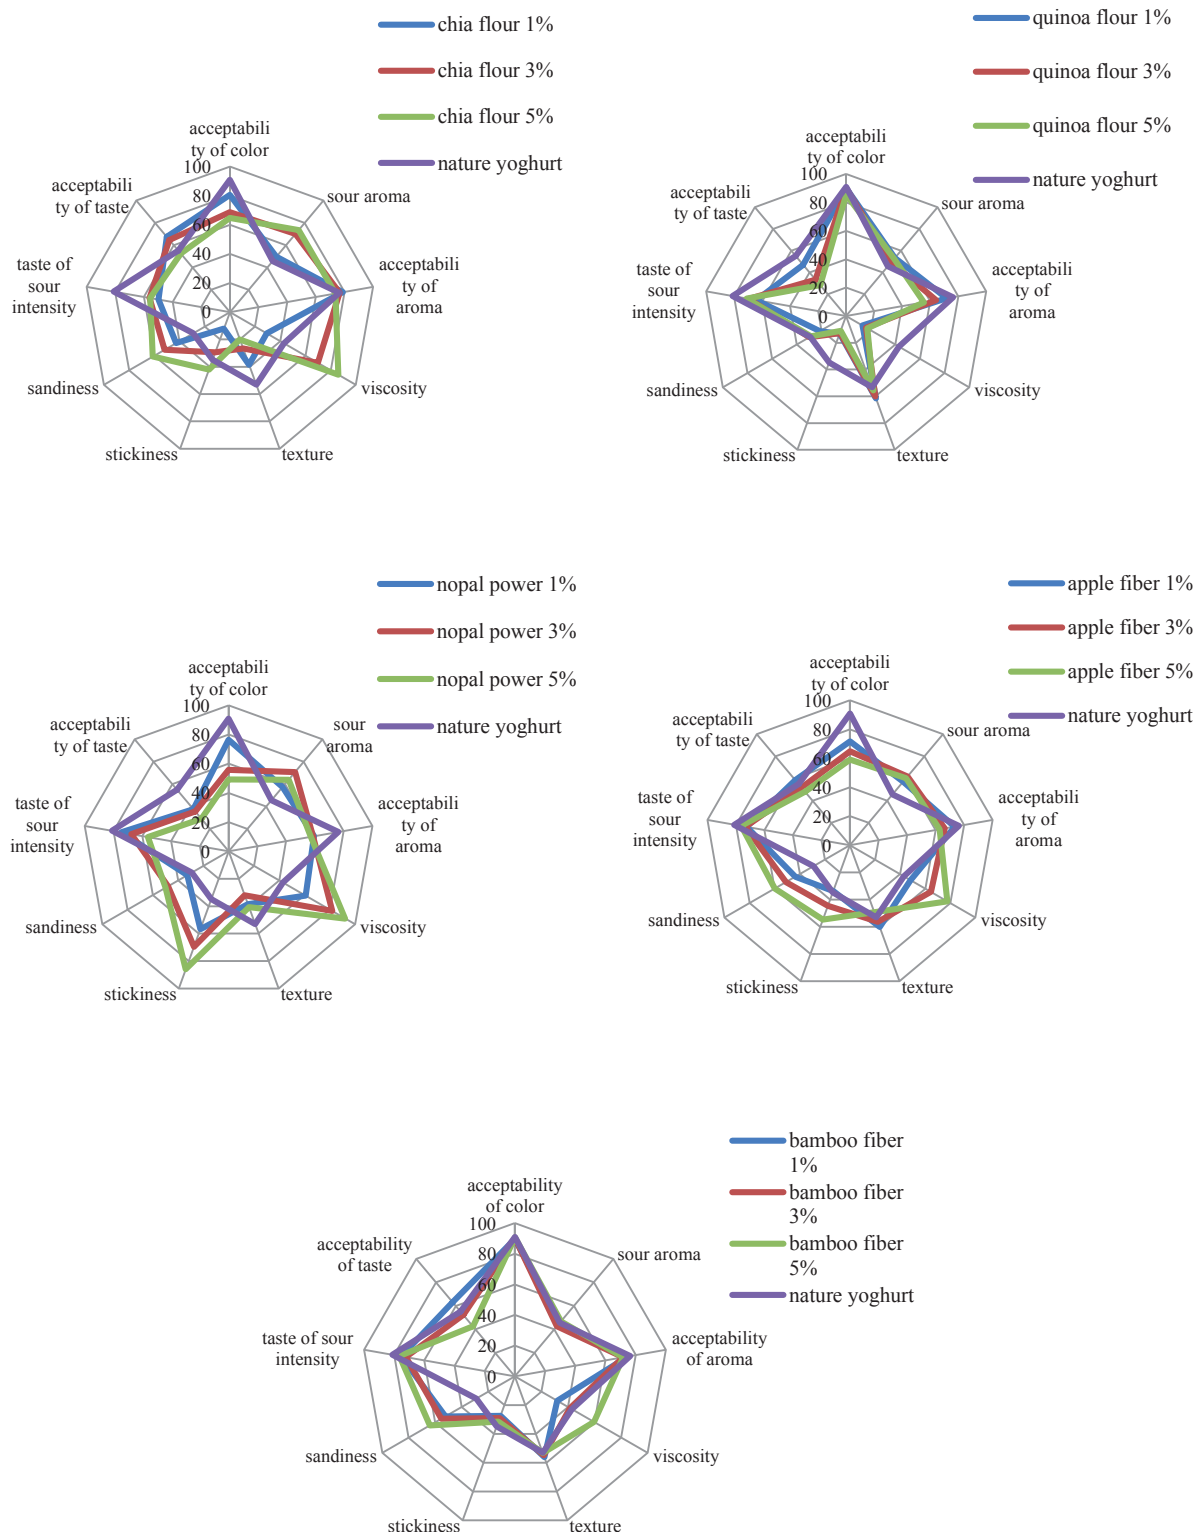 chia flour 1%
chia flour 3%
chia flour 5%
nature yoghurt
acceptabili
ty of color
sour aroma
acceptabili
ty of
aroma
viscosity
texture
stickiness
sandiness
taste of
sour
intensity
acceptabili
ty of taste
100
80
60
40
20
0
quinoa flour 1%
quinoa flour 3%
quinoa flour 5%
nature yoghurt
acceptabili
ty of color
sour aroma
acceptabili
ty of
aroma
viscosity
texture
stickiness
sandiness
taste of
sour
intensity
acceptabili
ty of taste
100
80
60
40
20
0
nopal power 1%
nopal power 3%
nopal power 5%
nature yoghurt
acceptabili
ty of color
sour
aroma
acceptabili
ty of
aroma
viscosity
texture
stickiness
sandiness
taste of
sour
intensity
acceptabili
ty of taste
100
80
60
40
20
0
apple fiber 1%
apple fiber 3%
apple fiber 5%
nature yoghurt
acceptabili
ty of color
sour aroma
acceptabili
ty of
aroma
viscosity
texture
stickiness
sandiness
taste of
sour
intensity
acceptabili
ty of taste
100
80
60
40
20
0
bamboo fiber
1%
bamboo fiber
3%
bamboo fiber
5%
nature yoghurt
acceptability
of color
sour aroma
acceptability
of aroma
viscosity
texture
stickiness
sandiness
taste of sour
intensity
acceptability
of taste
100
80
60
40
20
0